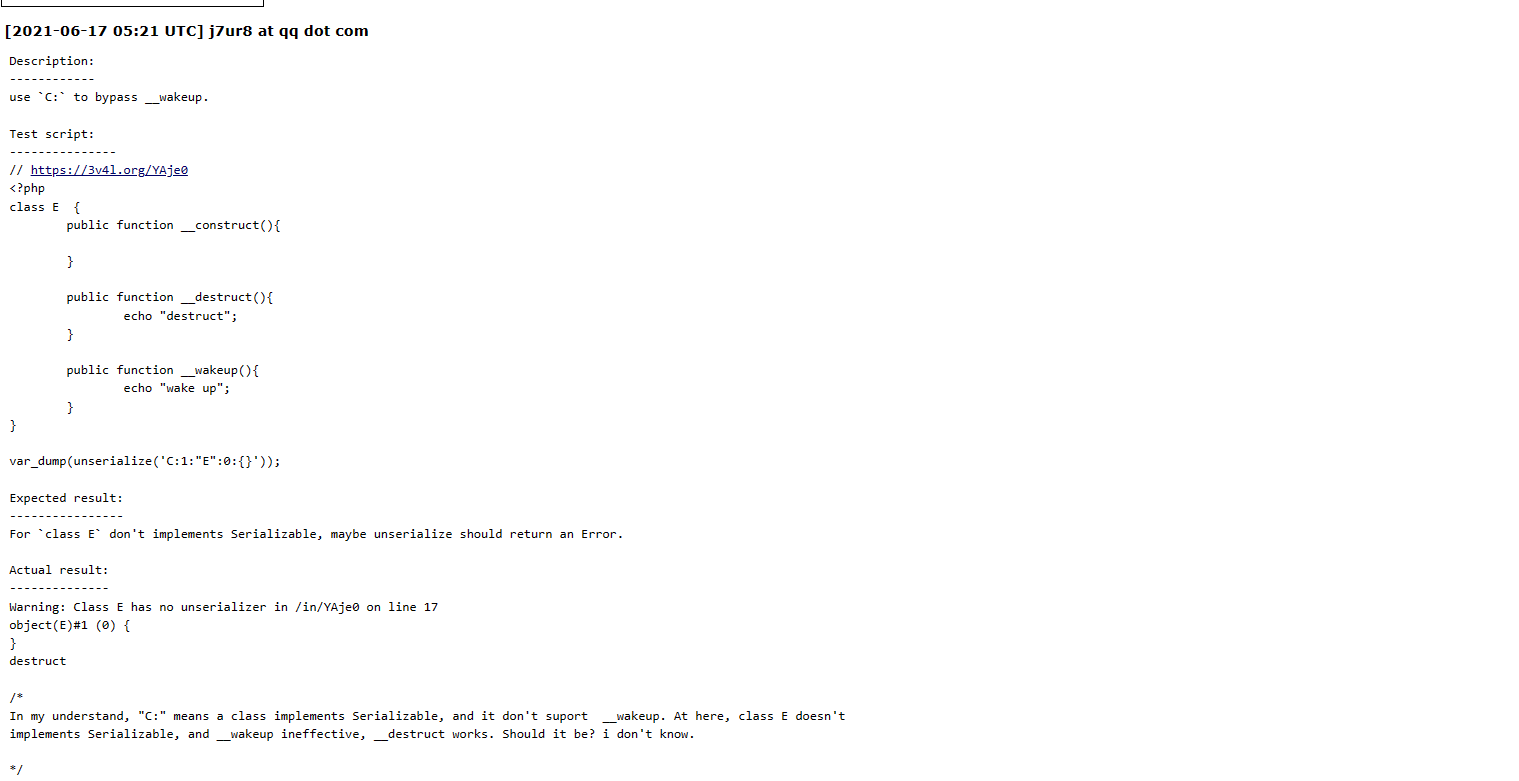 [2021-06-17 05:21 UTC] j7ur8 at qq dot com
Description:
------------
use `C:` to bypass __wakeup.
Test script:
---------------
// https://3v4l.org/YAje0
<?php
class E  {
        public function __construct(){
        }
        public function __destruct(){
                echo "destruct";
        }
        public function __wakeup(){
                echo "wake up";
        }
}
var_dump(unserialize('C:1:"E":0:{}'));
Expected result:
----------------
For `class E` don't implements Serializable, maybe unserialize should return an Error.
Actual result:
--------------
Warning: Class E has no unserializer in /in/YAje0 on line 17
object(E)#1 (0) {
}
destruct
/*
In my understand, "C:" means a class implements Serializable, and it don't suport  __wakeup. At here, class E doesn't
implements Serializable, and __wakeup ineffective, __destruct works. Should it be? i don't know.
*/